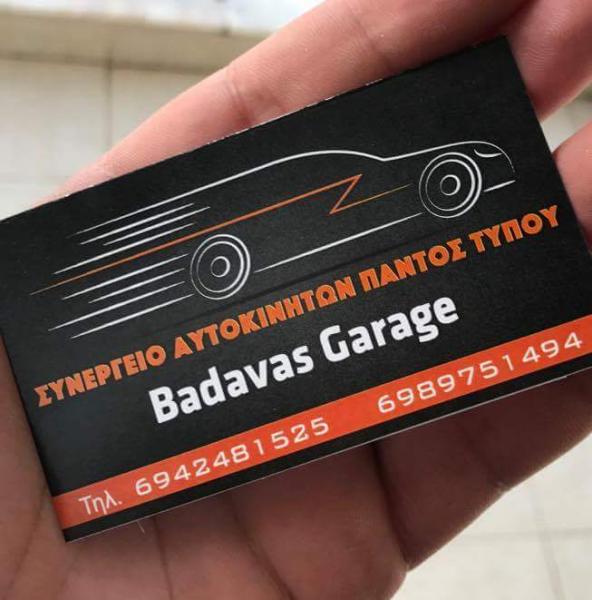 ΣΥΝΕΡΓΕΙΟ ΑΥΤΟΚΙΝΗΤΩΝ ΠΑΝΤΟΣ ΤΥΠΟΥ
Badavas Garage
Τηλ. 6942481525 6989751494